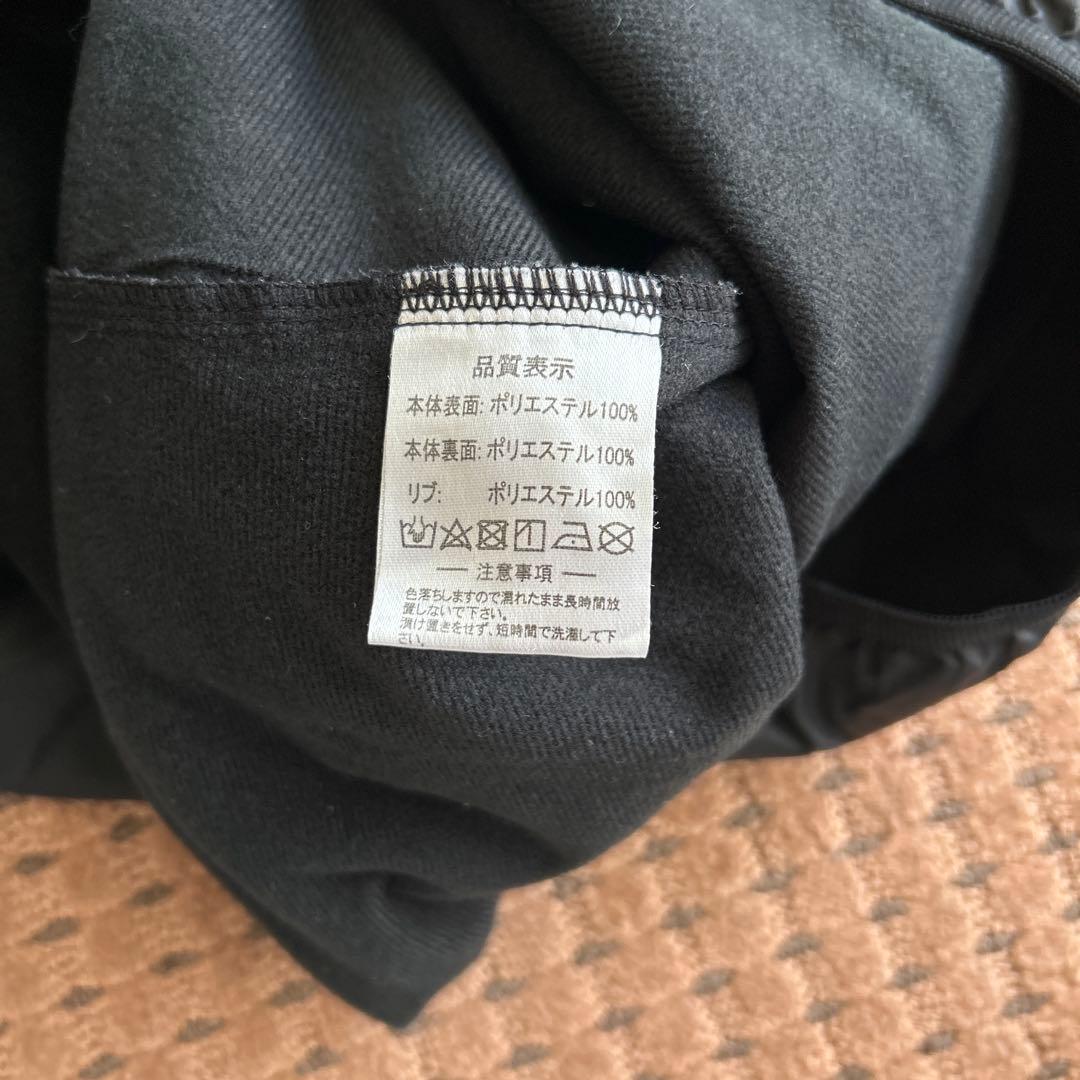 品質表示
本体表面: ポリエステル100%
本体裏面: ポリエステル100%
リブ: ポリエステル100%
注意事項
色落ちしますので濡れたまま長時間放
置しないで下さい。
漬け置きをせず、短時間で洗濯して下
さい。